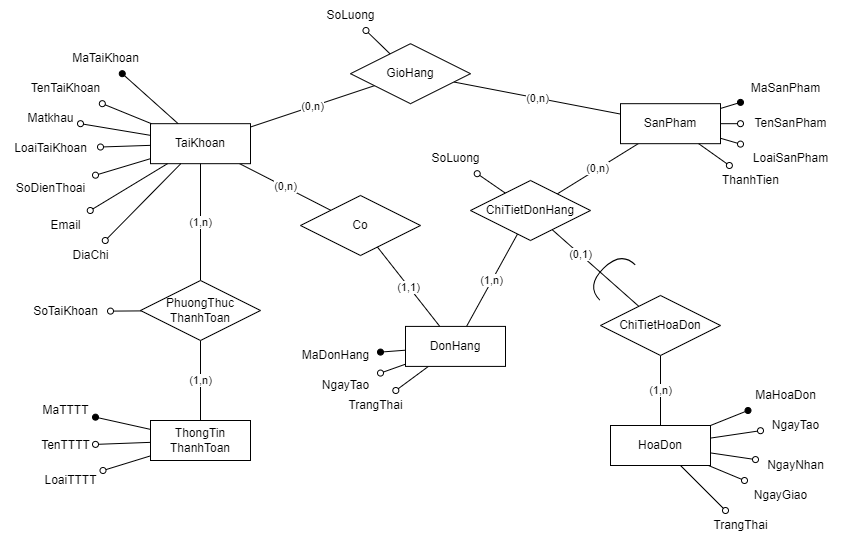 SoLuong
GioHang
MaTaiKhoan
TenTaiKhoan
Matkhau
LoaiTaiKhoan
SoDienThoai
Email
DiaChi
TaiKhoan
(0,n)
(0,n)
SanPham
MaSanPham
TenSanPham
LoaiSanPham
ThanhTien
SoLuong
(0,n)
ChiTietDonHang
(0,n)
Co
(1,n)
(0,1)
(1,1)
(1,n)
SoTaiKhoan
PhuongThuc
ThanhToan
ChiTietHoaDon
DonHang
MaDonHang
NgayTao
TrangThai
(1,n)
(1,n)
MaTTTT
TenTTTT
LoaiTTTT
ThongTin
ThanhToan
HoaDon
MaHoaDon
NgayTao
NgayNhan
NgayGiao
TrangThai